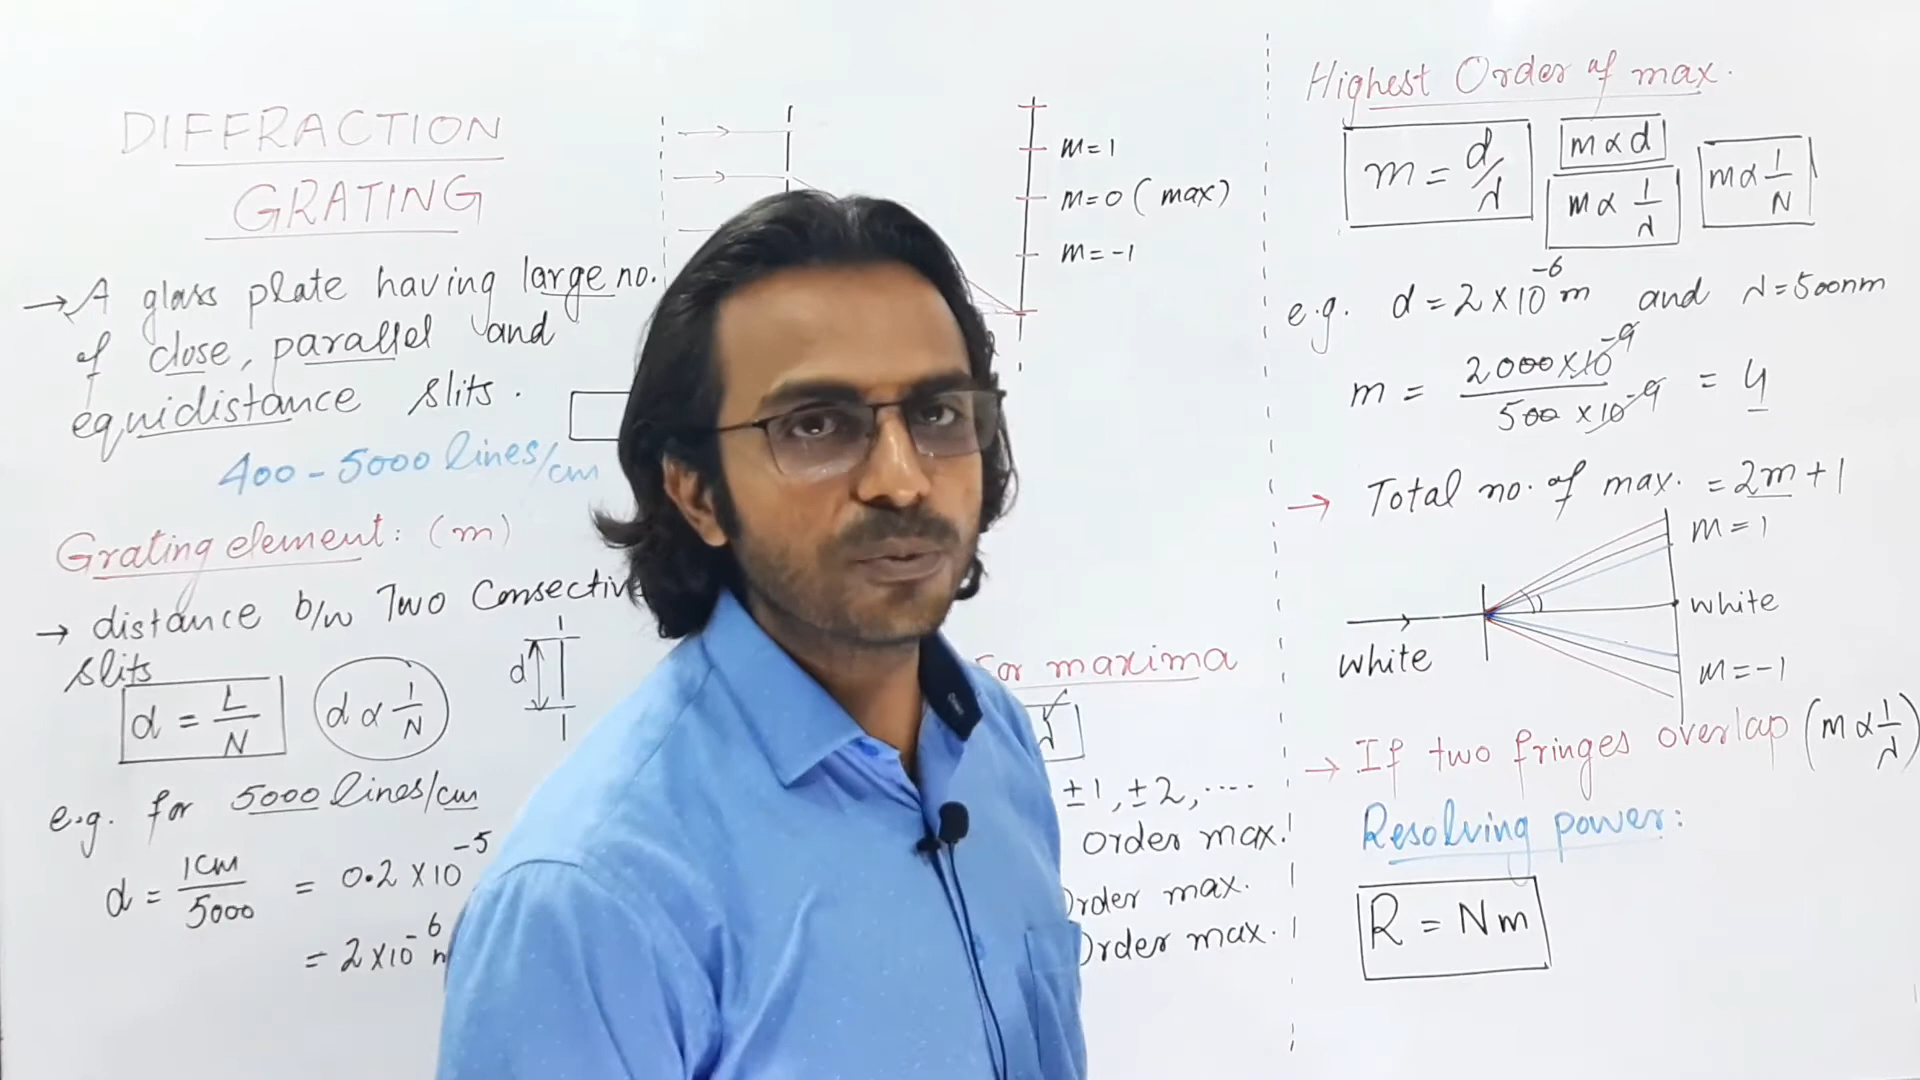 DIFFRACTION
GRATING
→ A glass plate having large no.
of close, parallel and
equidistance slits.
400 - 5000 lines/cm
Grating element: (m)
→ distance b/w Two Consective
slits
d = L/N
d ∝ 1/N
d
e.g. for 5000 lines/cm
d = 1cm/5000 = 0.2 × 10⁻⁵
= 2×10⁻⁶
m = 1
m = 0 (max)
m = -1
For maxima
±1, ±2, ....
order max.
Order max.
Order max.
Highest Order of max.
m = d/λ
m ∝ d
m ∝ 1/λ
m ∝ 1/N
e.g. d = 2 × 10⁻⁶ m and λ = 500nm
m = 2000×10⁻⁹/500×10⁻⁹ = 4
→ Total no. of max. = 2m + 1
m = 1
white
white
m = -1
→ If two fringes overlap (m ∝ 1/λ)
Resolving power:
R = Nm